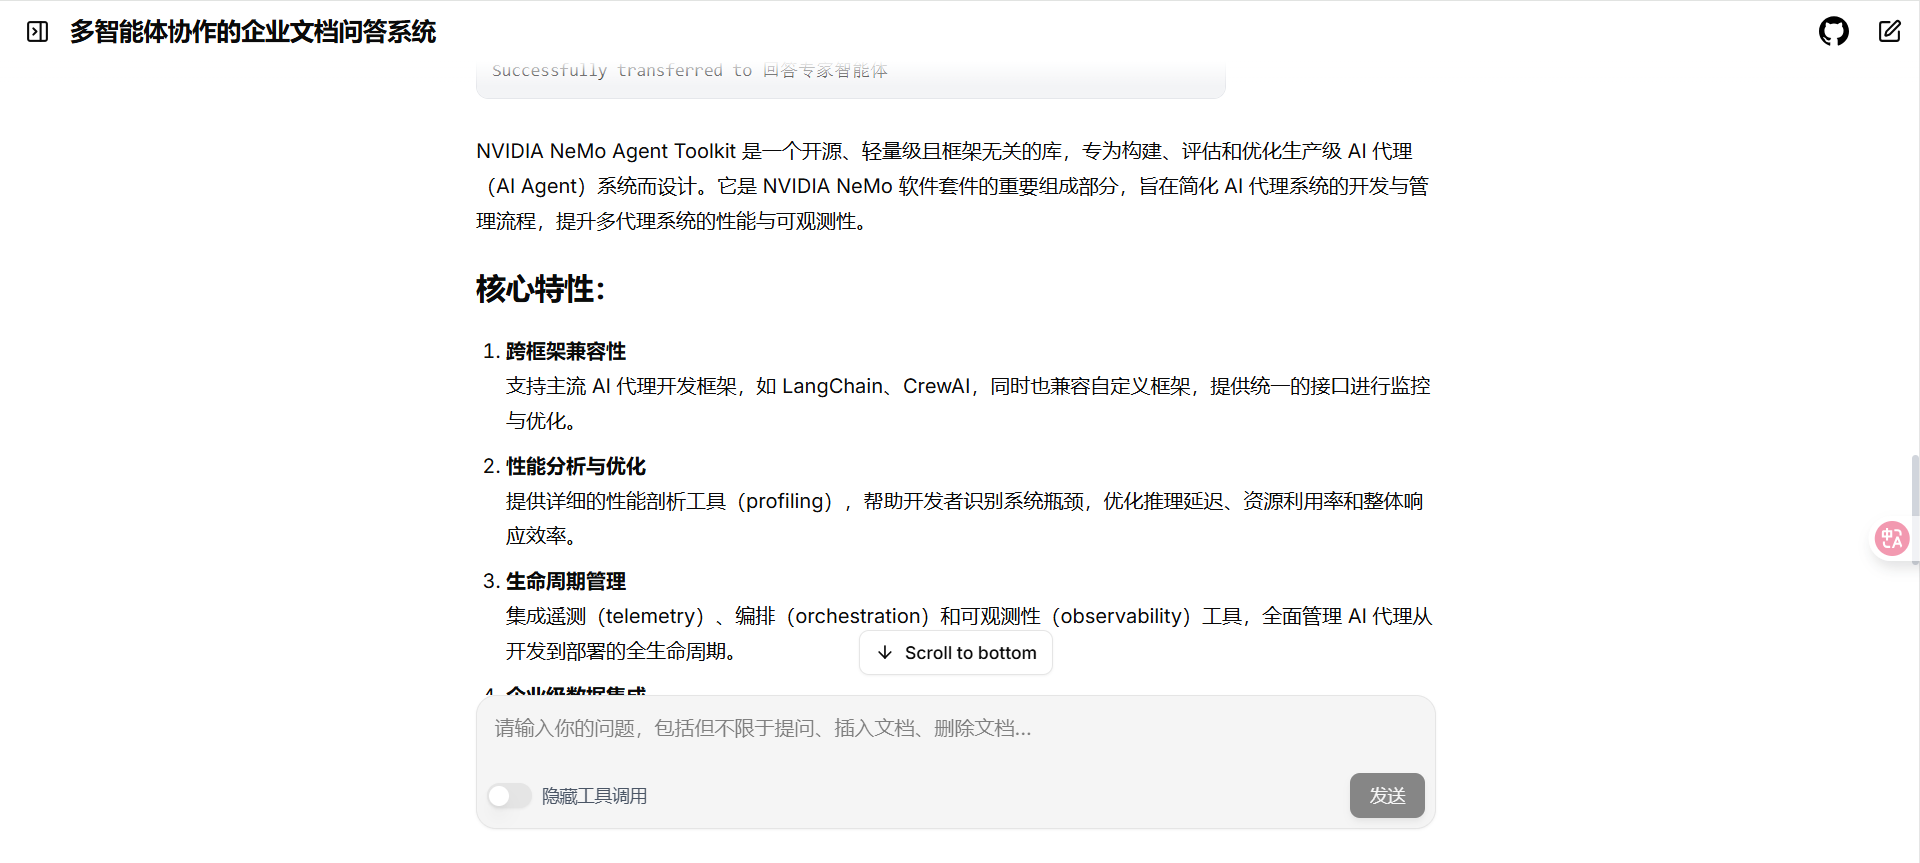 多智能体协作的企业文档问答系统
Successfully transferred to 回答专家智能体
NVIDIA NeMo Agent Toolkit 是一个开源、轻量级且框架无关的库，专为构建、评估和优化生产级 AI 代理
（AI Agent）系统而设计。它是 NVIDIA NeMo 软件套件的重要组成部分，旨在简化 AI 代理系统的开发与管
理流程，提升多代理系统的性能与可观测性。
核心特性：
1. 跨框架兼容性
支持主流 AI 代理开发框架，如 LangChain、CrewAI，同时也兼容自定义框架，提供统一的接口进行监控
与优化。
2. 性能分析与优化
提供详细的性能剖析工具（profiling），帮助开发者识别系统瓶颈，优化推理延迟、资源利用率和整体响
应效率。
3. 生命周期管理
集成遥测（telemetry）、编排（orchestration）和可观测性（observability）工具，全面管理 AI 代理从
开发到部署的全生命周期。
Scroll to bottom
4. 企业级数据集成
请输入你的问题，包括但不限于提问、插入文档、删除文档...
隐藏工具调用
发送
中A